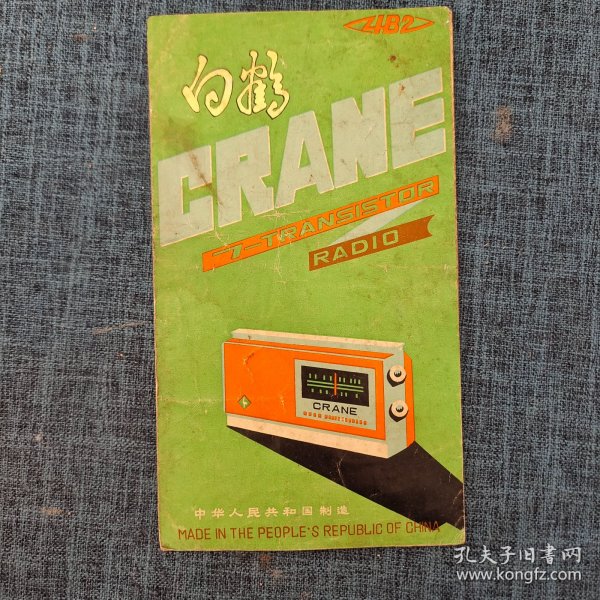 4B2
白鹤
CRANE
7-TRANSISTOR
RADIO
CRANE
中华人民共和国制造
MADE IN THE PEOPLE'S REPUBLIC OF CHINA
孔夫子旧书网
www.kongfz.com